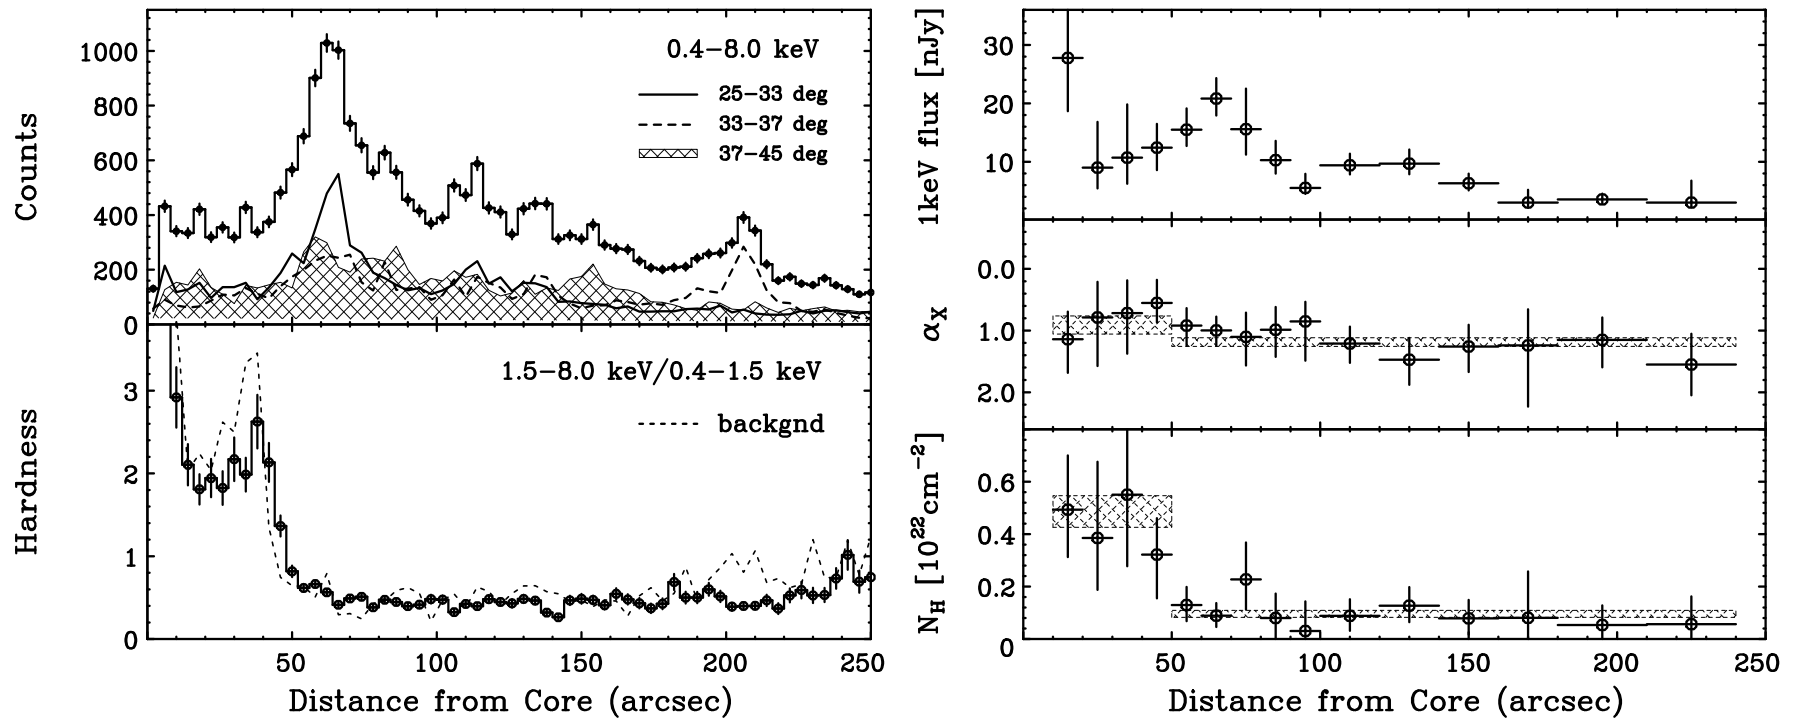 Counts
1000
800
600
400
200
0
0.4−8.0 keV
25−33 deg
33−37 deg
37−45 deg
Hardness
3
2
1
0
1.5−8.0 keV/0.4−1.5 keV
backgnd
50 100 150 200 250
Distance from Core (arcsec)
1keV flux [nJy]
30
20
10
αX
0.0
1.0
2.0
NH [10²²cm⁻²]
0.6
0.4
0.2
0
50 100 150 200 250
Distance from Core (arcsec)